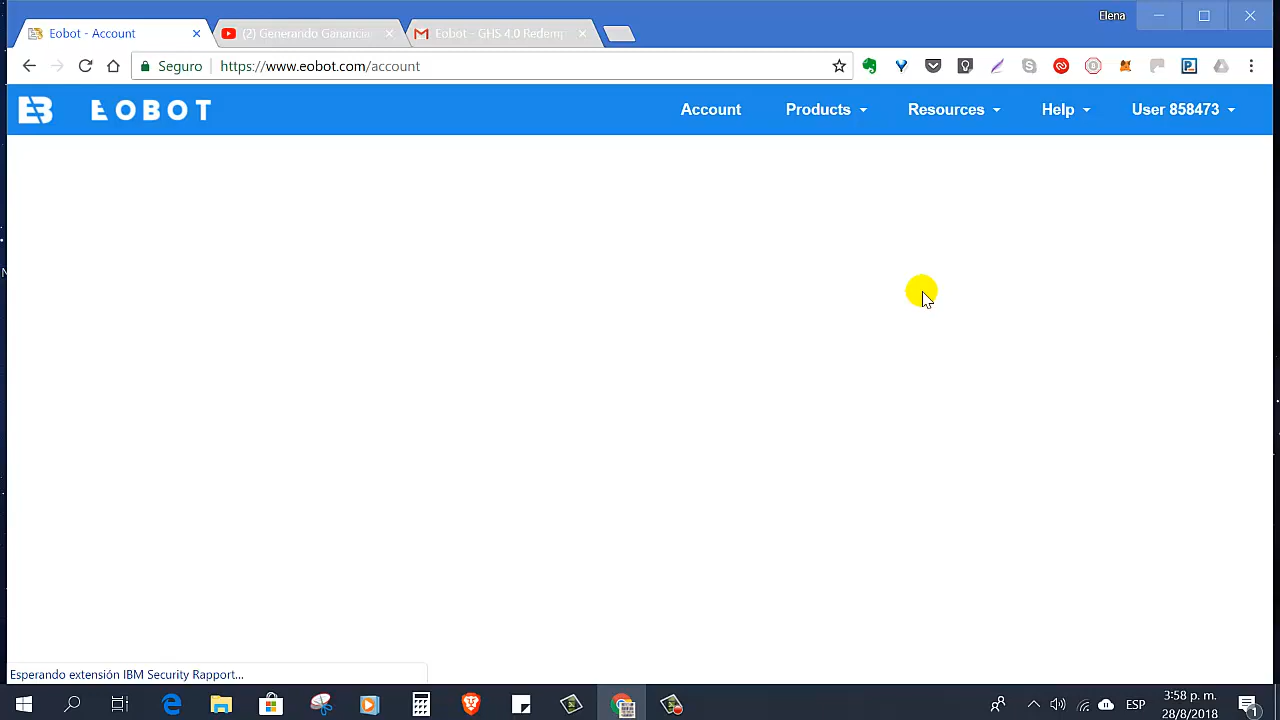 Elena
Eobot - Account
(2) Generando Ganancia
Eobot - GHS 4.0 Redemp
Seguro
https://www.eobot.com/account
EOBOT
Account
Products
Resources
Help
User 858473
Esperando extensión IBM Security Rapport...
ESP
3:58 p. m.
28/8/2018
1